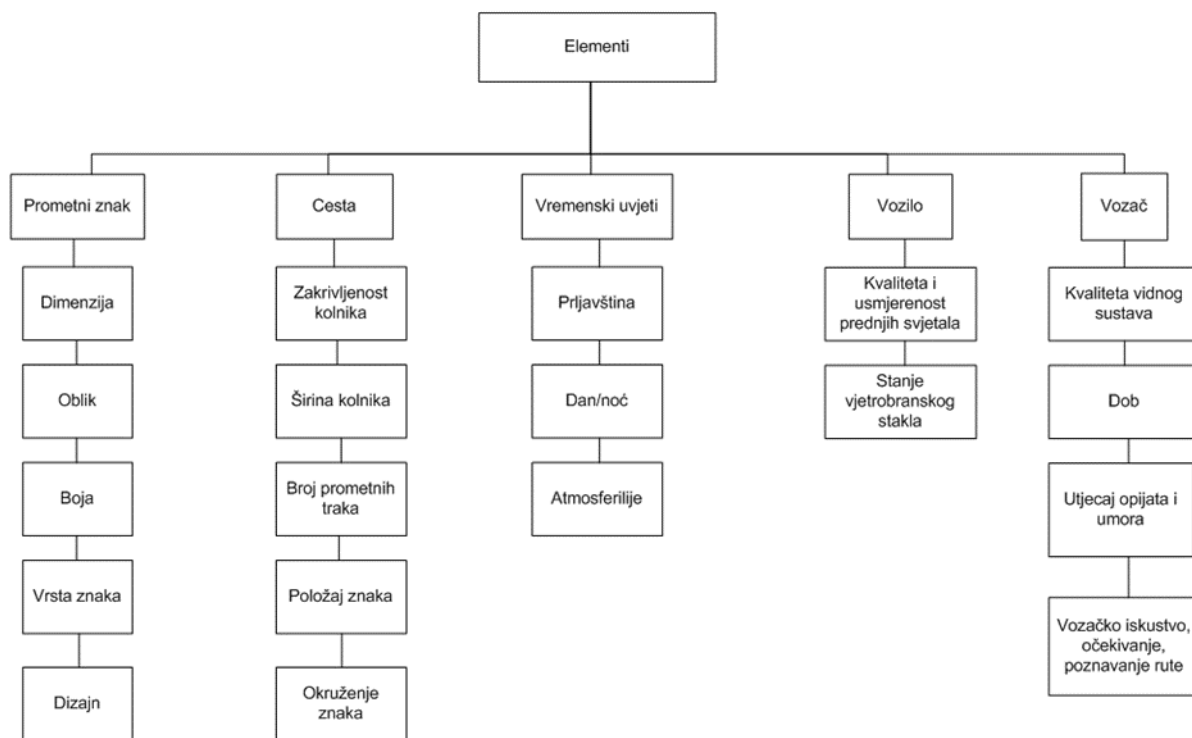 Elementi
Prometni znak
Cesta
Vremenski uvjeti
Vozilo
Vozač
Dimenzija
Zakrivljenost
kolnika
Prljavština
Kvaliteta i
usmjerenost
prednjih svjetala
Kvaliteta vidnog
sustava
Oblik
Širina kolnika
Dan/noć
Stanje
vjetrobranskog
stakla
Dob
Boja
Broj prometnih
traka
Atmosferilije
Utjecaj opijata i
umora
Vrsta znaka
Položaj znaka
Vozačko iskustvo,
očekivanje,
poznavanje rute
Dizajn
Okruženje
znaka